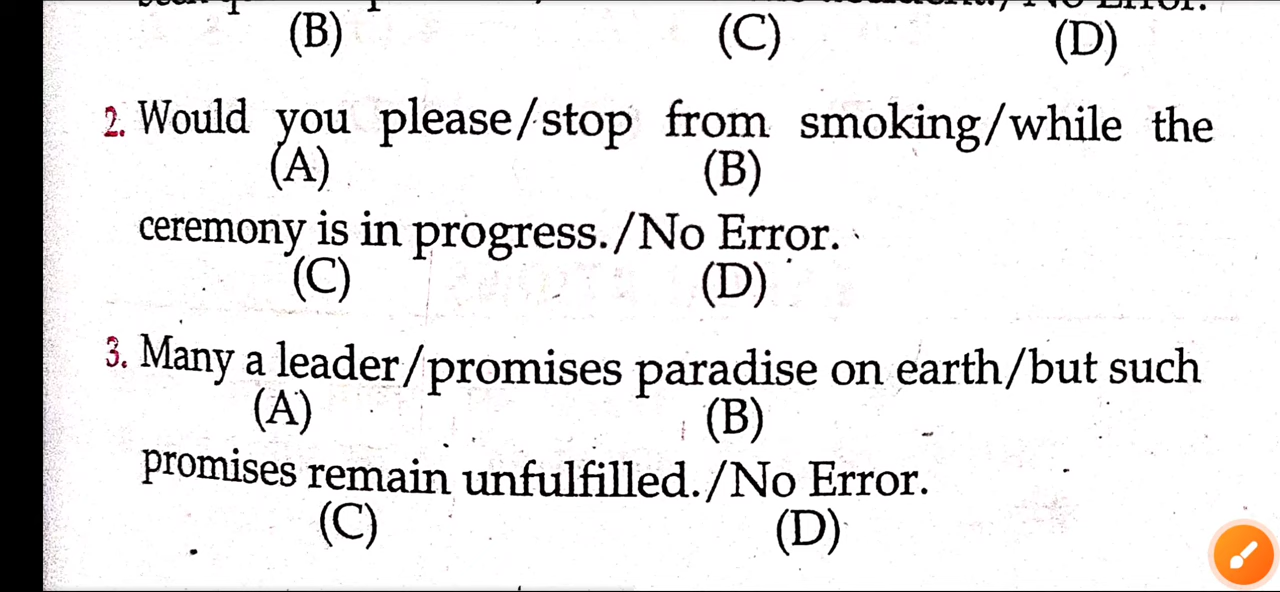 (B) (C) (D)
2. Would you please/stop from smoking/while the
(A) (B)
ceremony is in progress./No Error.
(C) (D)
3. Many a leader/promises paradise on earth/but such
(A) (B)
promises remain unfulfilled./No Error.
(C) (D)